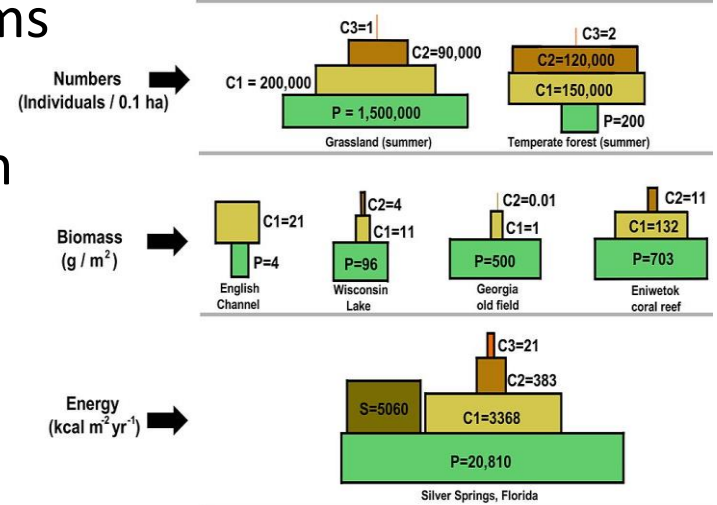 ms
n
Numbers
(Individuals / 0.1 ha)
C3=1
C2=90,000
C1 = 200,000
P = 1,500,000
Grassland (summer)
C3=2
C2=120,000
C1=150,000
P=200
Temperate forest (summer)
Biomass
(g / m²)
C1=21
P=4
English
Channel
C2=4
C1=11
P=96
Wisconsin
Lake
C2=0.01
C1=1
P=500
Georgia
old field
C2=11
C1=132
P=703
Eniwetok
coral reef
Energy
(kcal m⁻² yr⁻¹)
C3=21
C2=383
S=5060
C1=3368
P=20,810
Silver Springs, Florida